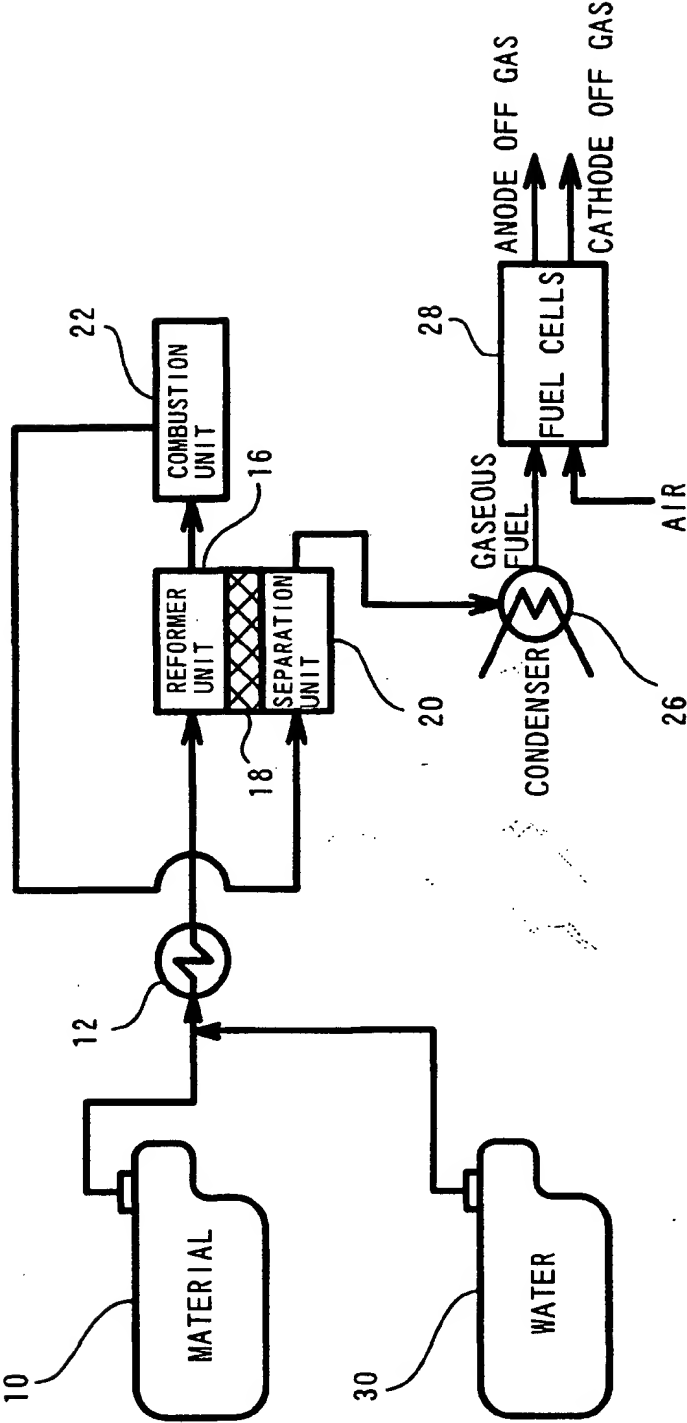 10
MATERIAL
30
WATER
12
18
REFORMER
UNIT
16
SEPARATION
UNIT
20
22
COMBUSTION
UNIT
CONDENSER
26
GASEOUS
FUEL
AIR
28
FUEL CELLS
ANODE OFF GAS
CATHODE OFF GAS